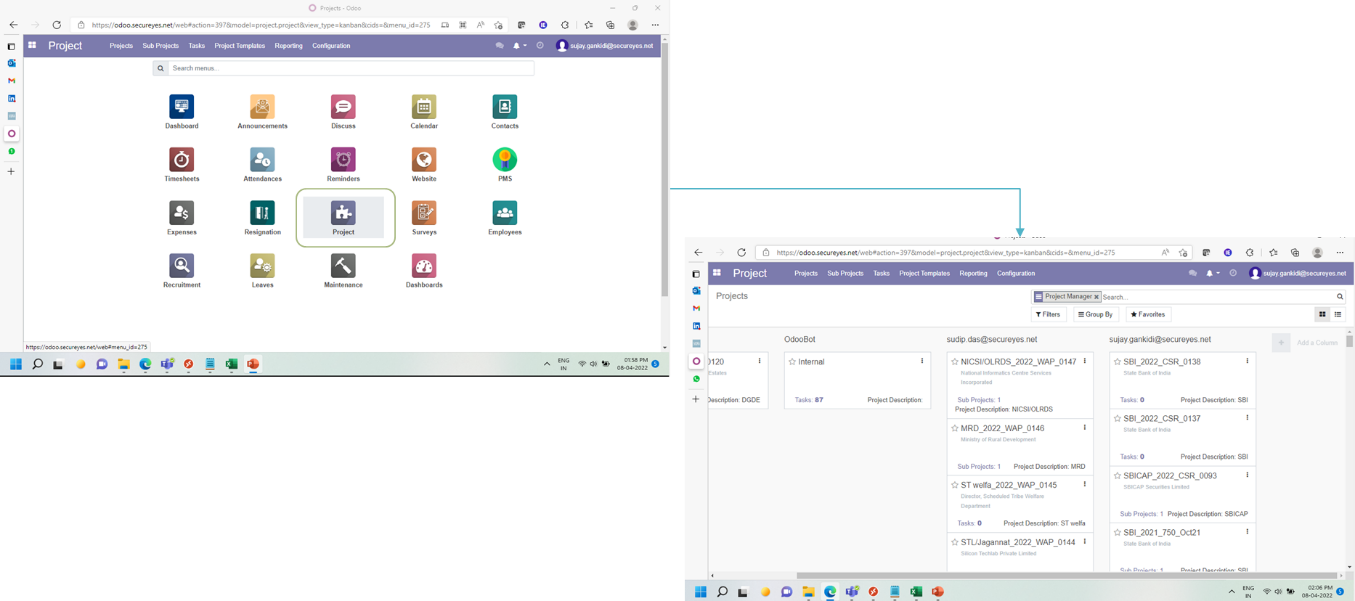 Projects - Odoo
https://odoo.secureyes.net/web#action=397&model=project.project&view_type=kanban&cids=&menu_id=275
Project Projects Sub Projects Tasks Project Templates Reporting Configuration sujay.gankidi@secureyes.net
Search menus...
Dashboard Announcements Discuss Calendar Contacts
Timesheets Attendances Reminders Website PMS
Expenses Resignation Project Surveys Employees
Recruitment Leaves Maintenance Dashboards
https://odoo.secureyes.net/web#menu_id=275
ENG
IN
01:58 PM
08-04-2022
5
https://odoo.secureyes.net/web#action=397&model=project.project&view_type=kanban&cids=&menu_id=275
Project Projects Sub Projects Tasks Project Templates Reporting Configuration sujay.gankidi@secureyes.net
Projects
Project Manager × Search...
Filters Group By Favorites
OdooBot sudip.das@secureyes.net sujay.gankidi@secureyes.net Add a Column
0120
Estates
Description: DGDE
Internal
Tasks: 87 Project Description:
NICSI/OLRDS_2022_WAP_0147
National Informatics Centre Services
Incorporated
Sub Projects: 1
Project Description: NICSI/OLRDS
MRD_2022_WAP_0146
Ministry of Rural Development
Sub Projects: 1 Project Description: MRD
ST welfa_2022_WAP_0145
Director, Scheduled Tribe Welfare
Department
Tasks: 0 Project Description: ST welfa
STL/Jagannat_2022_WAP_0144
Silicon Techlab Private Limited
SBI_2022_CSR_0138
State Bank of India
Tasks: 0 Project Description: SBI
SBI_2022_CSR_0137
State Bank of India
Tasks: 0 Project Description: SBI
SBICAP_2022_CSR_0093
SBICAP Securities Limited
Sub Projects: 1 Project Description: SBICAP
SBI_2021_750_Oct21
State Bank of India
Sub Projects: 1 Project Description: SBI
ENG
IN
02:06 PM
08-04-2022
1